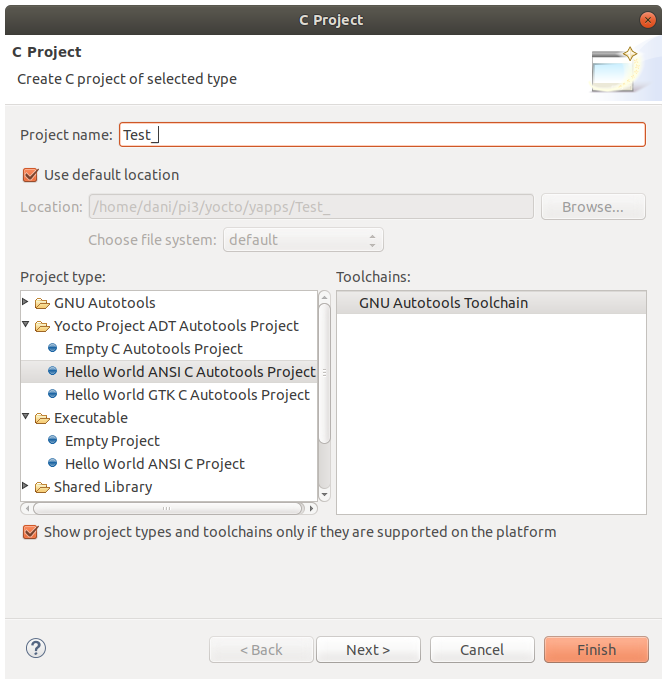 C Project
C Project
Create C project of selected type
Project name: Test_
Use default location
Location: /home/dani/pi3/yocto/yapps/Test_ Browse...
Choose file system: default
Project type: Toolchains:
GNU Autotools GNU Autotools Toolchain
Yocto Project ADT Autotools Project
Empty C Autotools Project
Hello World ANSI C Autotools Project
Hello World GTK C Autotools Project
Executable
Empty Project
Hello World ANSI C Project
Shared Library
Show project types and toolchains only if they are supported on the platform
? < Back Next > Cancel Finish